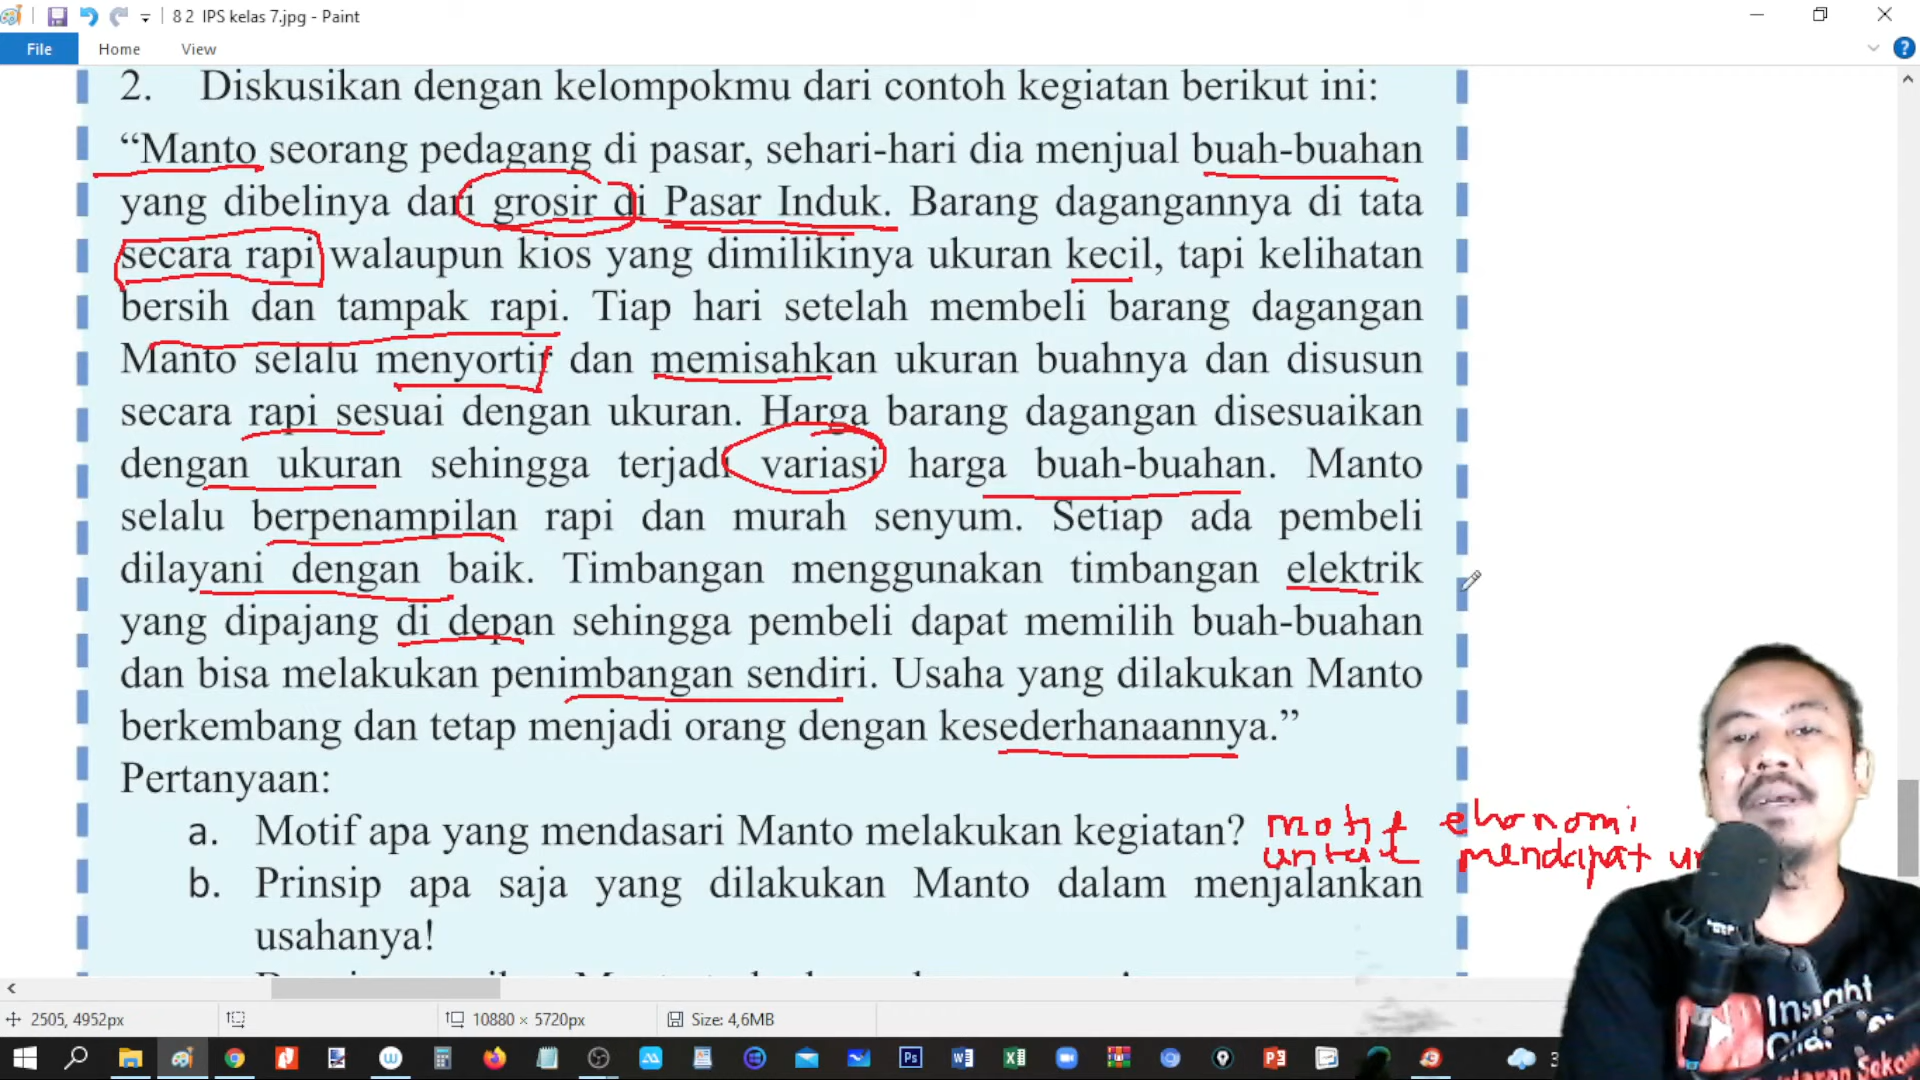 8 2 IPS kelas 7.jpg - Paint
File Home View
2. Diskusikan dengan kelompokmu dari contoh kegiatan berikut ini:
“Manto seorang pedagang di pasar, sehari-hari dia menjual buah-buahan
yang dibelinya dari grosir di Pasar Induk. Barang dagangannya di tata
secara rapi walaupun kios yang dimilikinya ukuran kecil, tapi kelihatan
bersih dan tampak rapi. Tiap hari setelah membeli barang dagangan
Manto selalu menyortir dan memisahkan ukuran buahnya dan disusun
secara rapi sesuai dengan ukuran. Harga barang dagangan disesuaikan
dengan ukuran sehingga terjadi variasi harga buah-buahan. Manto
selalu berpenampilan rapi dan murah senyum. Setiap ada pembeli
dilayani dengan baik. Timbangan menggunakan timbangan elektrik
yang dipajang di depan sehingga pembeli dapat memilih buah-buahan
dan bisa melakukan penimbangan sendiri. Usaha yang dilakukan Manto
berkembang dan tetap menjadi orang dengan kesederhanaannya.”
Pertanyaan:
a. Motif apa yang mendasari Manto melakukan kegiatan? motif ekonomi
untuk mendapat
b. Prinsip apa saja yang dilakukan Manto dalam menjalankan
usahanya!
2505, 4952px 10880 × 5720px Size: 4,6MB
Insight